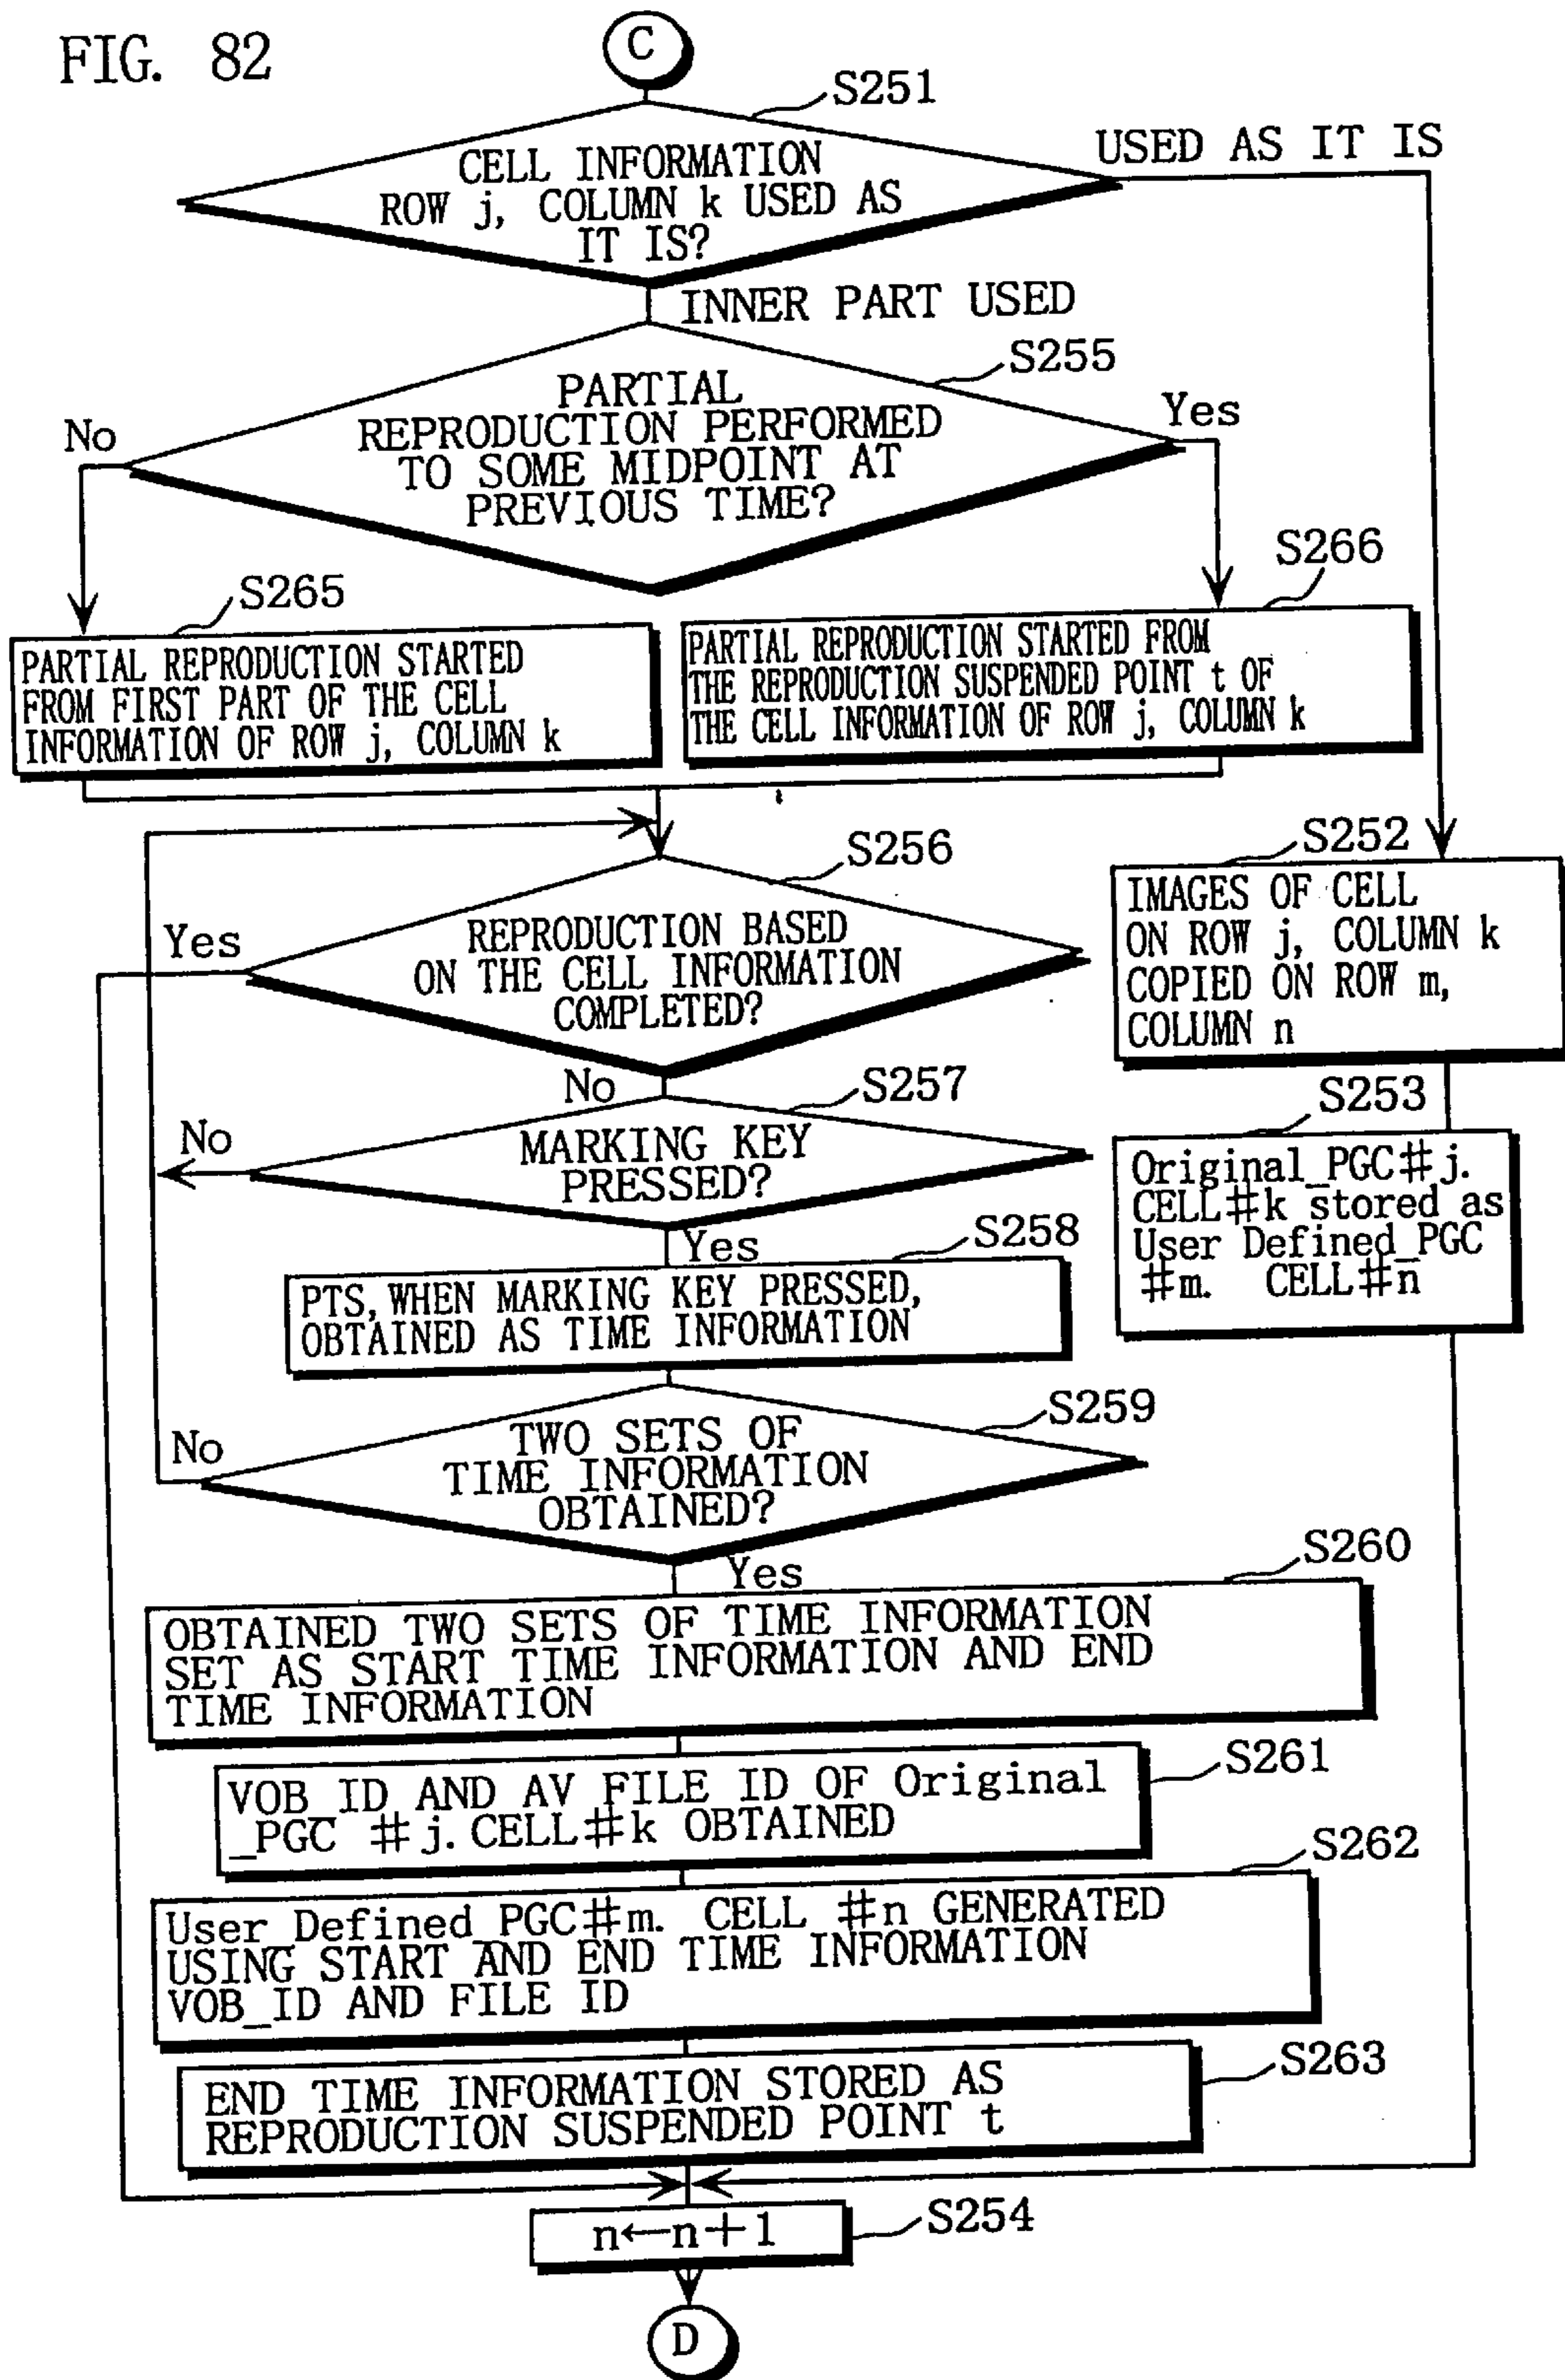 FIG. 82
C
S251
CELL INFORMATION
ROW j, COLUMN k USED AS
IT IS?
USED AS IT IS
INNER PART USED
S255
PARTIAL
REPRODUCTION PERFORMED
TO SOME MIDPOINT AT
PREVIOUS TIME?
No
Yes
S265
PARTIAL REPRODUCTION STARTED
FROM FIRST PART OF THE CELL
INFORMATION OF ROW j, COLUMN k
S266
PARTIAL REPRODUCTION STARTED FROM
THE REPRODUCTION SUSPENDED POINT t OF
THE CELL INFORMATION OF ROW j, COLUMN k
S256
REPRODUCTION BASED
ON THE CELL INFORMATION
COMPLETED?
Yes
No
S252
IMAGES OF CELL
ON ROW j, COLUMN k
COPIED ON ROW m,
COLUMN n
S257
MARKING KEY
PRESSED?
No
Yes
S253
Original_PGC#j.
CELL#k stored as
User Defined_PGC
#m. CELL#n
S258
PTS, WHEN MARKING KEY PRESSED,
OBTAINED AS TIME INFORMATION
S259
TWO SETS OF
TIME INFORMATION
OBTAINED?
No
Yes
S260
OBTAINED TWO SETS OF TIME INFORMATION
SET AS START TIME INFORMATION AND END
TIME INFORMATION
S261
VOB_ID AND AV FILE ID OF Original
_PGC #j. CELL#k OBTAINED
S262
User_Defined_PGC#m. CELL #n GENERATED
USING START AND END TIME INFORMATION
VOB_ID AND FILE ID
S263
END TIME INFORMATION STORED AS
REPRODUCTION SUSPENDED POINT t
n←n+1
S254
D